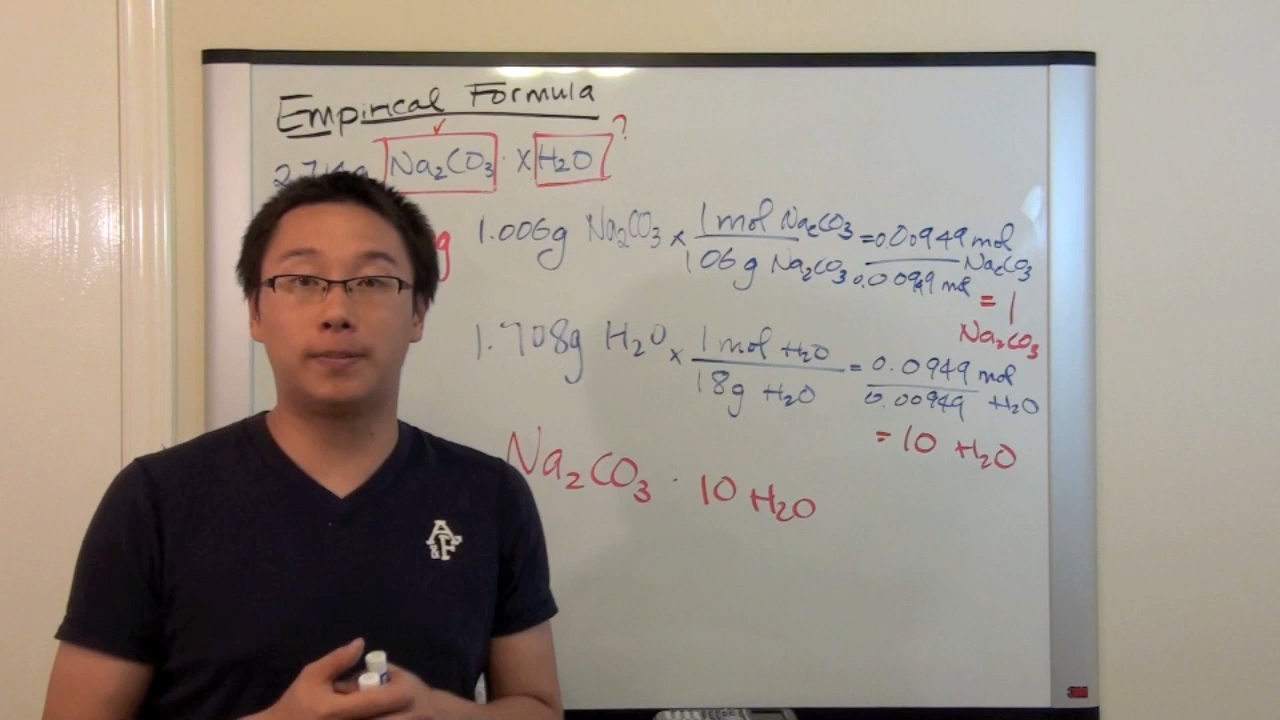 Empirical Formula
Na₂CO₃ · x H₂O ?
g 1.006g Na₂CO₃ x 1 mol Na₂CO₃ / 106 g Na₂CO₃ = 0.00949 mol Na₂CO₃ / 0.00949 mol
= 1
Na₂CO₃
1.708g H₂O x 1 mol H₂O / 18g H₂O = 0.0949 mol H₂O / 0.00949
= 10 H₂O
Na₂CO₃ · 10 H₂O
A&F
3M